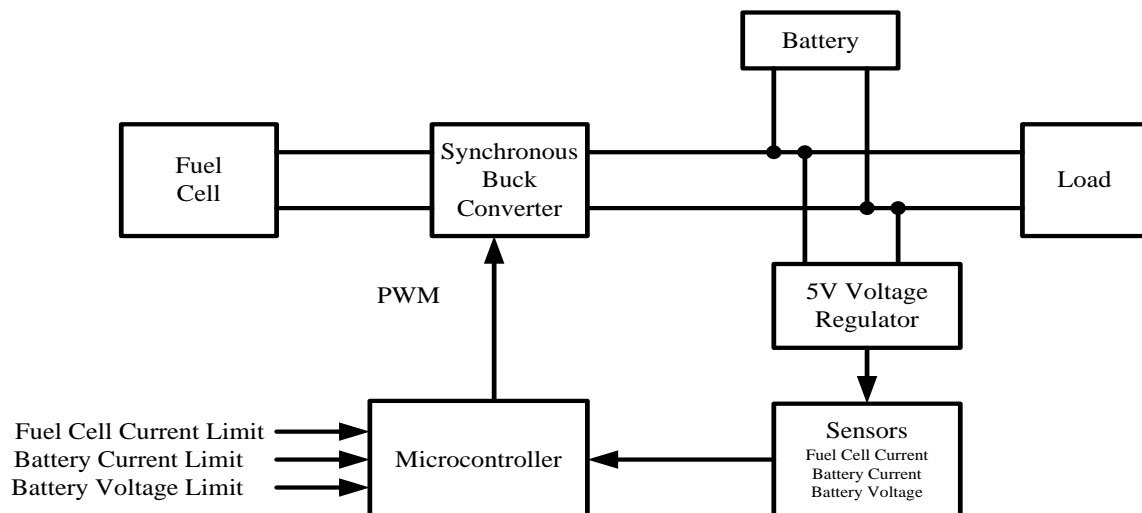 Battery
Fuel
Cell
Synchronous
Buck
Converter
Load
PWM
5V Voltage
Regulator
Fuel Cell Current Limit
Battery Current Limit
Battery Voltage Limit
Microcontroller
Sensors
Fuel Cell Current
Battery Current
Battery Voltage